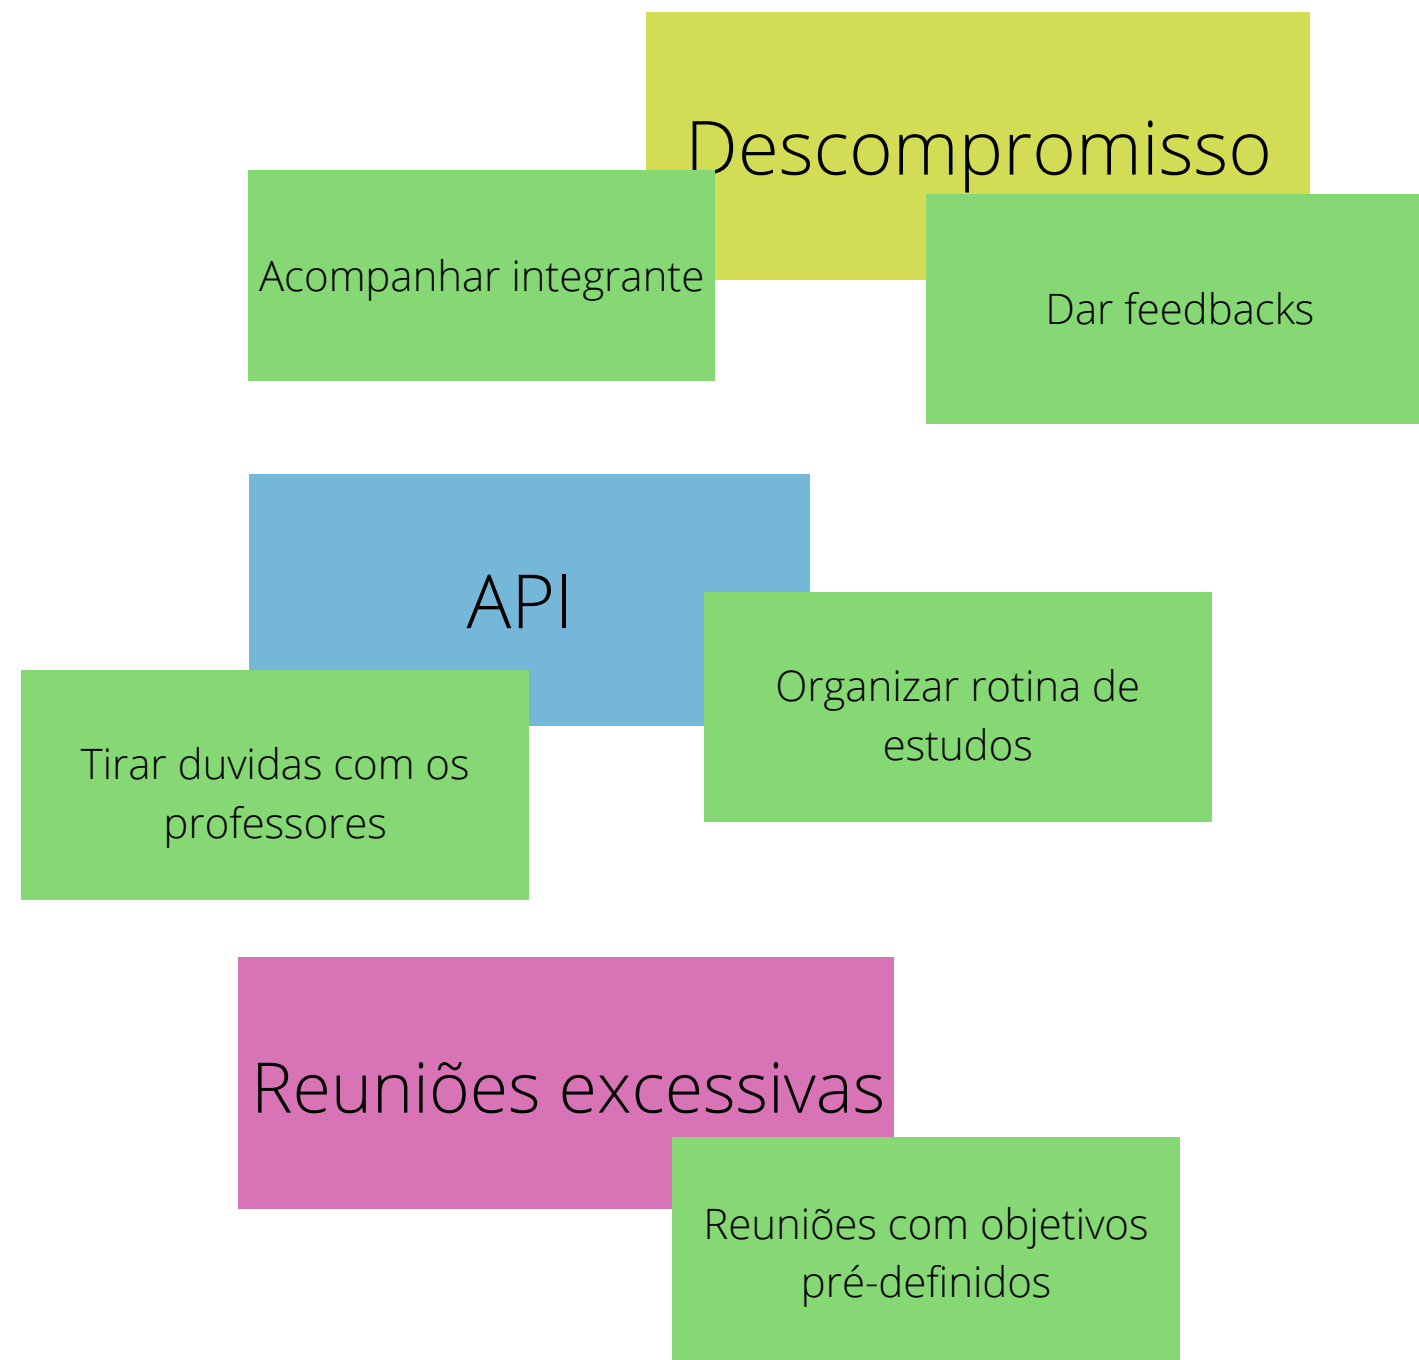 Descompromisso
Acompanhar integrante
Dar feedbacks
API
Organizar rotina de
estudos
Tirar duvidas com os
professores
Reuniões excessivas
Reuniões com objetivos
pré-definidos